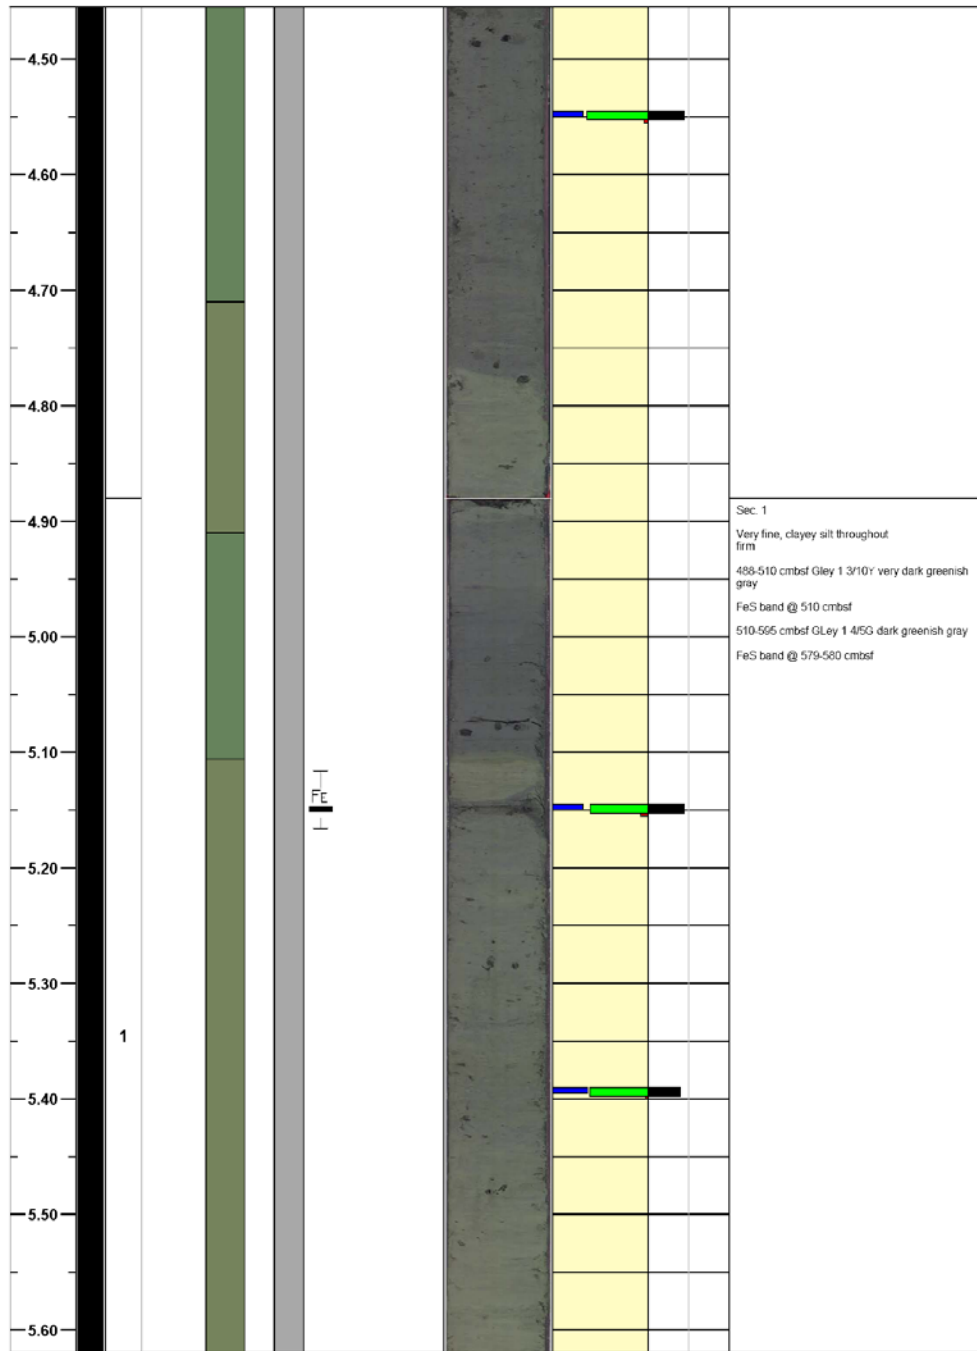 4.50
4.60
4.70
4.80
4.90
Sec. 1
Very fine, clayey silt throughout
firm
488-510 cmbsf Gley 1 3/10Y very dark greenish
gray
FeS band @ 510 cmbsf
5.00
510-595 cmbsf GLey 1 4/5G dark greenish gray
FeS band @ 579-580 cmbsf
5.10
FE
5.20
5.30
1
5.40
5.50
5.60